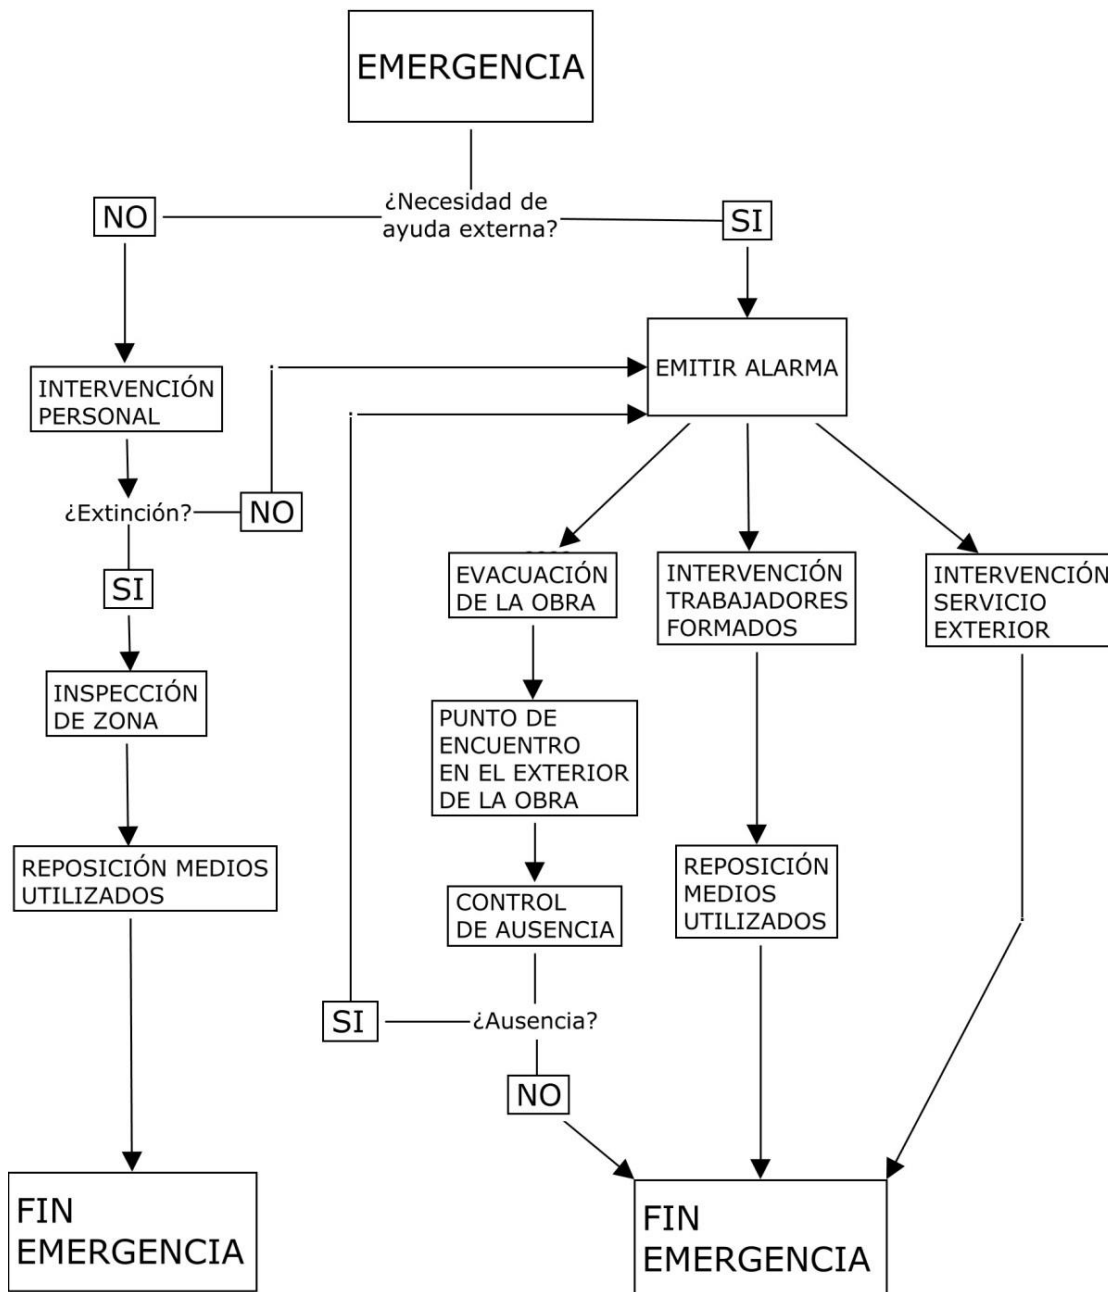 EMERGENCIA
¿Necesidad de
ayuda externa?
NO
SI
INTERVENCIÓN
PERSONAL
EMITIR ALARMA
¿Extinción?
NO
SI
EVACUACIÓN
DE LA OBRA
INTERVENCIÓN
TRABAJADORES
FORMADOS
INTERVENCIÓN
SERVICIO
EXTERIOR
INSPECCIÓN
DE ZONA
PUNTO DE
ENCUENTRO
EN EL EXTERIOR
DE LA OBRA
REPOSICIÓN MEDIOS
UTILIZADOS
CONTROL
DE AUSENCIA
REPOSICIÓN
MEDIOS
UTILIZADOS
SI
¿Ausencia?
NO
FIN
EMERGENCIA
FIN
EMERGENCIA